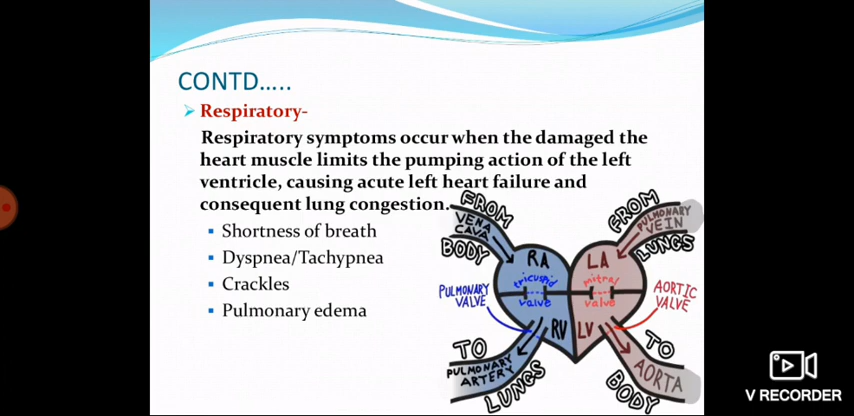 CONTD.....
Respiratory-
Respiratory symptoms occur when the damaged the
heart muscle limits the pumping action of the left
ventricle, causing acute left heart failure and
consequent lung congestion.
Shortness of breath
Dyspnea/Tachypnea
Crackles
Pulmonary edema
FROM
VENA
CAVA
BODY
FROM
PULMONARY
VEIN
LUNGS
RA
LA
tricuspid
valve
mitral
valve
PULMONARY
VALVE
AORTIC
VALVE
RV
LV
TO
PULMONARY
ARTERY
LUNGS
TO
AORTA
BODY
V RECORDER